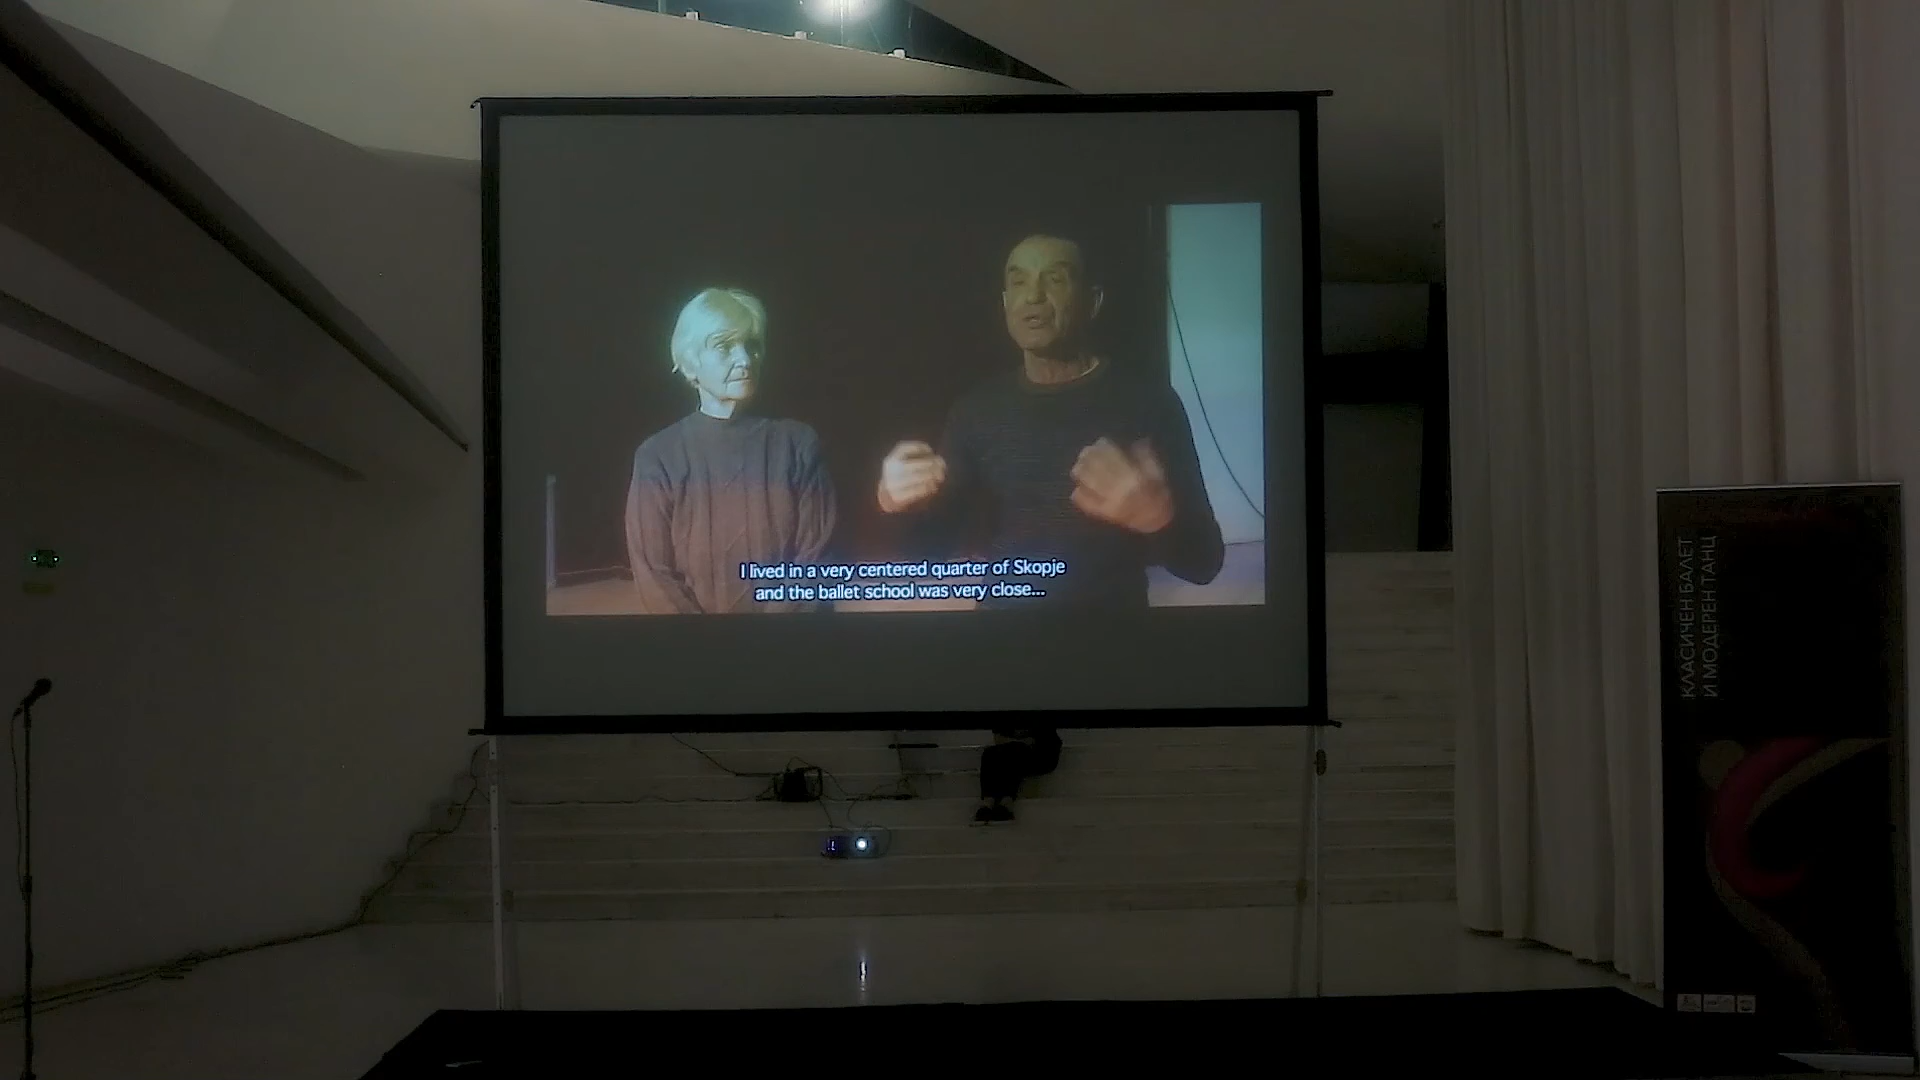 I lived in a very centered quarter of Skopje
and the ballet school was very close...
КЛАСИЧЕН БАЛЕТ
И МОДЕРЕН ТАНЦ